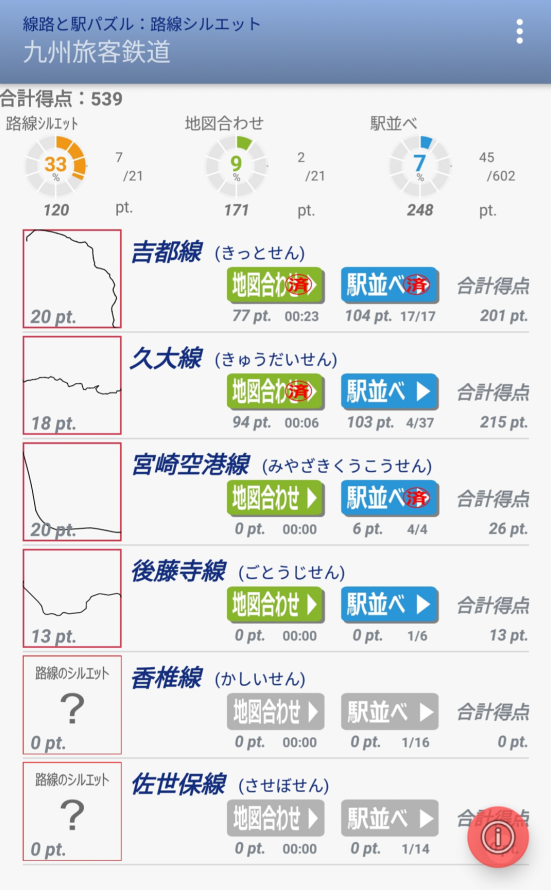 線路と駅パズル：路線シルエット
九州旅客鉄道
合計得点：539
路線ｼﾙｴｯﾄ 地図合わせ 駅並べ
33 % 7 /21 9 % 2 /21 7 % 45 /602
120 pt. 171 pt. 248 pt.
吉都線 (きっとせん)
地図合わせ 済 駅並べ 済 合計得点
20 pt. 77 pt. 00:23 104 pt. 17/17 201 pt.
久大線 (きゅうだいせん)
地図合わせ 済 駅並べ 合計得点
18 pt. 94 pt. 00:06 103 pt. 4/37 215 pt.
宮崎空港線 (みやざきくうこうせん)
地図合わせ 駅並べ 済 合計得点
20 pt. 0 pt. 00:00 6 pt. 4/4 26 pt.
後藤寺線 (ごとうじせん)
地図合わせ 駅並べ 合計得点
13 pt. 0 pt. 00:00 0 pt. 1/6 13 pt.
路線のシルエット 香椎線 (かしいせん)
? 地図合わせ 駅並べ 合計得点
0 pt. 0 pt. 00:00 0 pt. 1/16 0 pt.
路線のシルエット 佐世保線 (させぼせん)
? 地図合わせ 駅並べ 合計得点
0 pt. 0 pt. 00:00 0 pt. 1/14